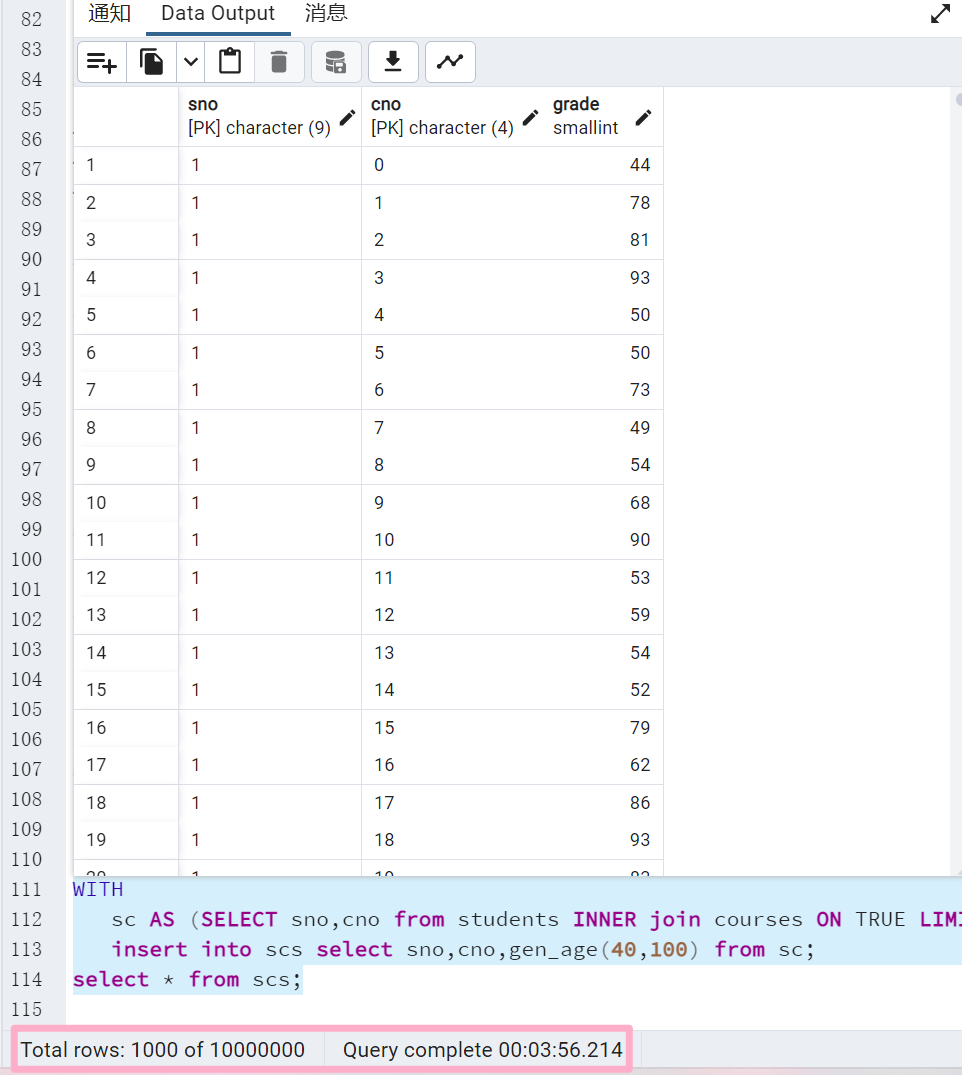 通知 Data Output 消息
sno cno grade
[PK] character (9) [PK] character (4) smallint
1 1 0 44
2 1 1 78
3 1 2 81
4 1 3 93
5 1 4 50
6 1 5 50
7 1 6 73
8 1 7 49
9 1 8 54
10 1 9 68
11 1 10 90
12 1 11 53
13 1 12 59
14 1 13 54
15 1 14 52
16 1 15 79
17 1 16 62
18 1 17 86
19 1 18 93
82
83
84
85
86
87
88
89
90
91
92
93
94
95
96
97
98
99
100
101
102
103
104
105
106
107
108
109
110
111 WITH
112 sc AS (SELECT sno,cno from students INNER join courses ON TRUE LIMI
113 insert into scs select sno,cno,gen_age(40,100) from sc;
114 select * from scs;
115
Total rows: 1000 of 10000000 Query complete 00:03:56.214